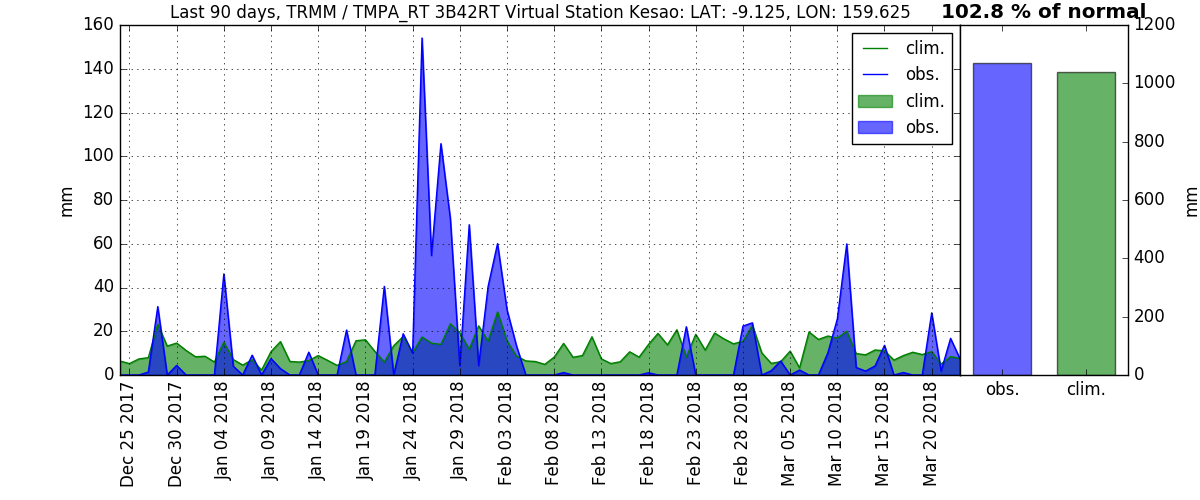 Last 90 days, TRMM / TMPA_RT 3B42RT Virtual Station Kesao: LAT: -9.125, LON: 159.625
102.8 % of normal
160
140
120
100
80
60
40
20
0
mm
clim.
obs.
clim.
obs.
1200
1000
800
600
400
200
0
mm
Dec 25 2017
Dec 30 2017
Jan 04 2018
Jan 09 2018
Jan 14 2018
Jan 19 2018
Jan 24 2018
Jan 29 2018
Feb 03 2018
Feb 08 2018
Feb 13 2018
Feb 18 2018
Feb 23 2018
Feb 28 2018
Mar 05 2018
Mar 10 2018
Mar 15 2018
Mar 20 2018
obs.
clim.